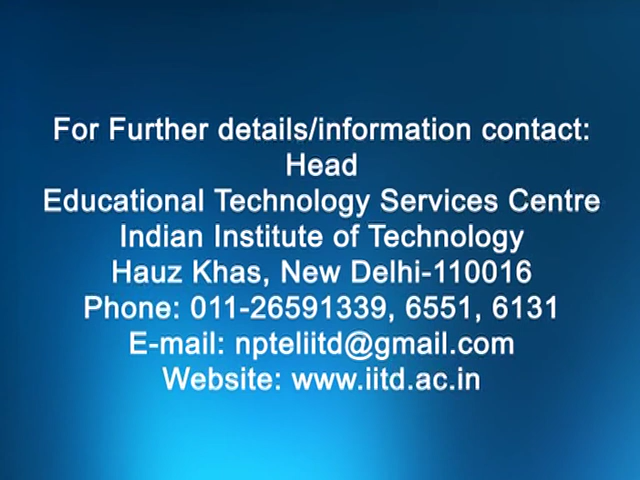 For Further details/information contact:
Head
Educational Technology Services Centre
Indian Institute of Technology
Hauz Khas, New Delhi-110016
Phone: 011-26591339, 6551, 6131
E-mail: npteliitd@gmail.com
Website: www.iitd.ac.in